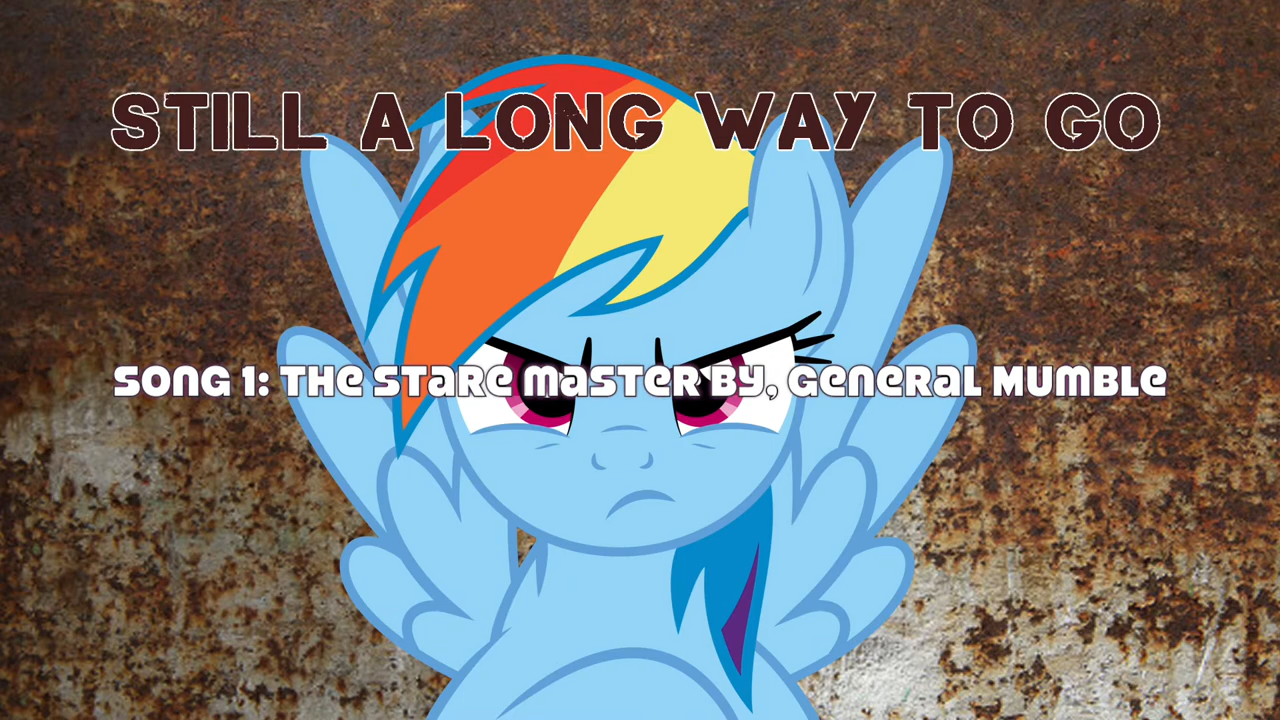 STILL A LONG WAY TO GO
SONG 1: THE STARE MASTER BY, GENERAL MUMBLE